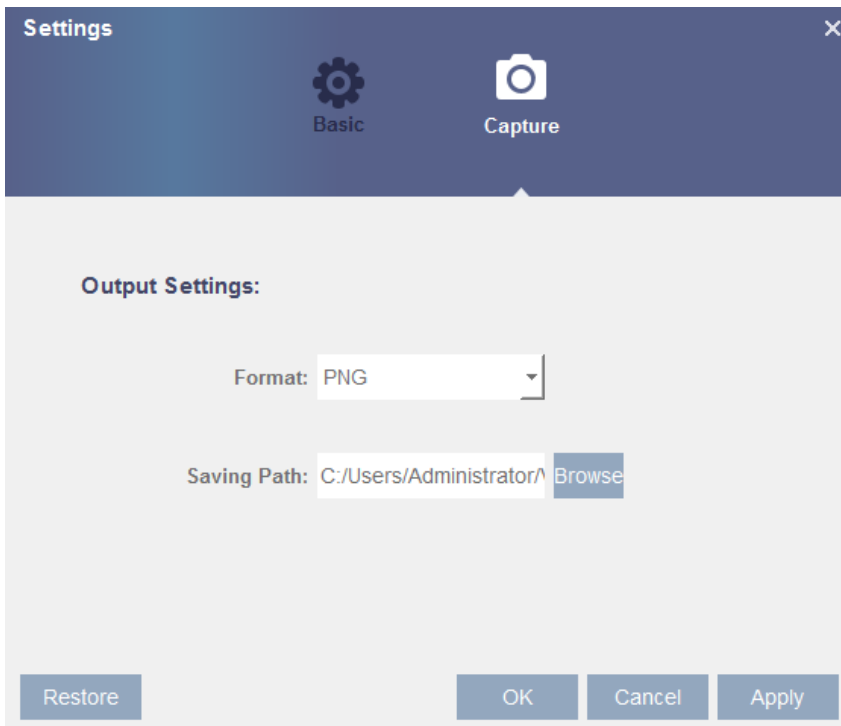 Settings
Basic
Capture
Output Settings:
Format: PNG
Saving Path: C:/Users/Administrator/ Browse
Restore OK Cancel Apply